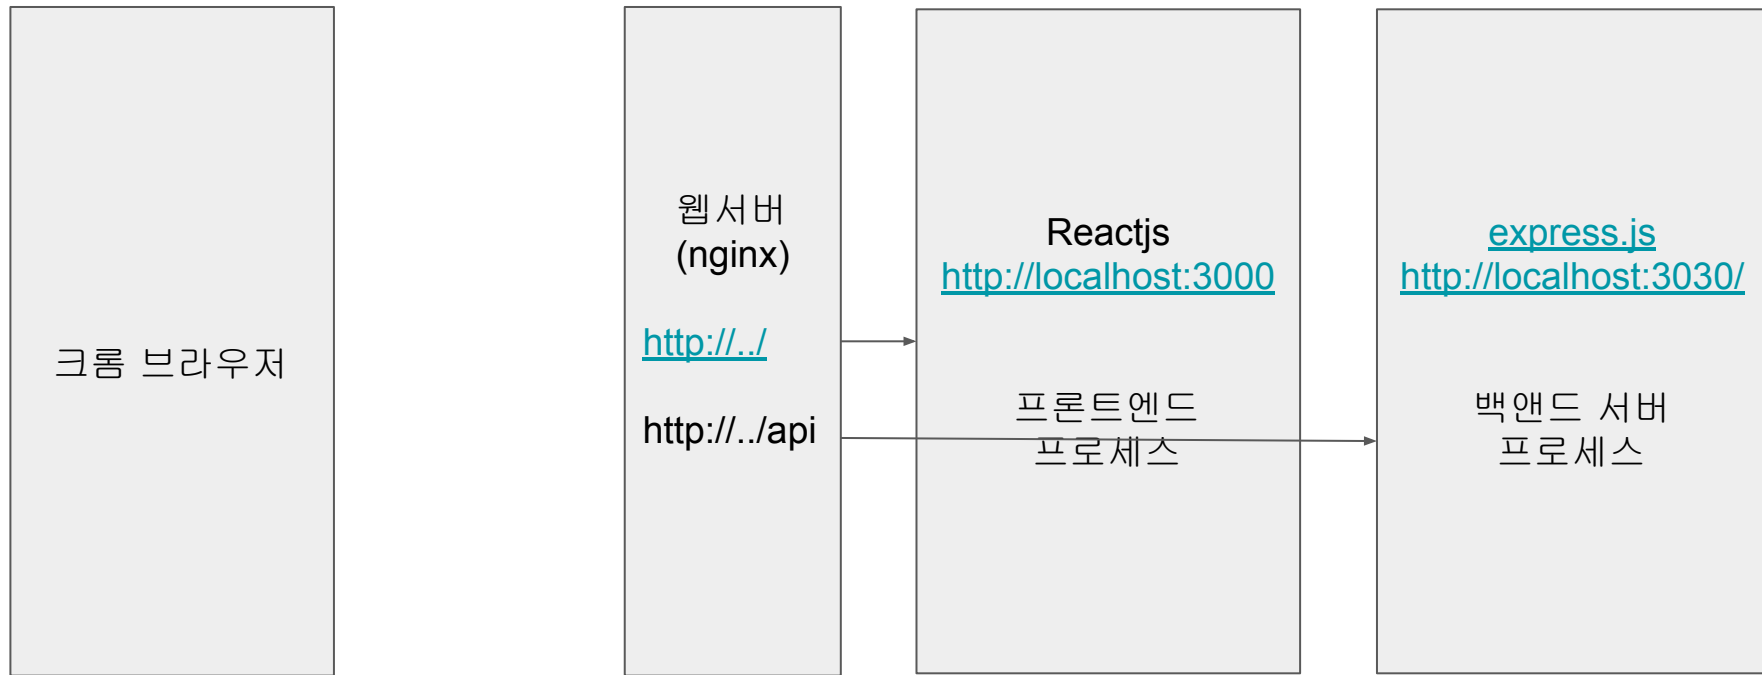 크롬 브라우저
웹서버
(nginx)
http://../
http://../api
Reactjs
http://localhost:3000
프론트엔드
프로세스
express.js
http://localhost:3030/
백앤드 서버
프로세스